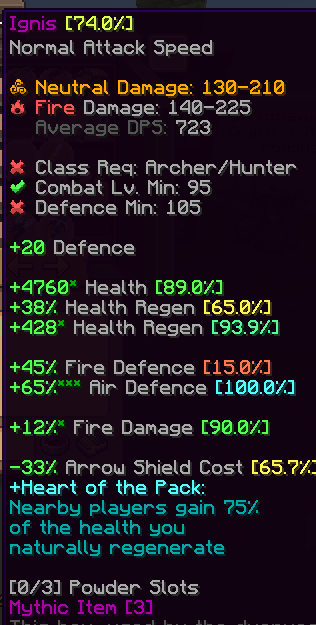 Ignis [74.0%]
Normal Attack Speed
Neutral Damage: 130-210
Fire Damage: 140-225
Average DPS: 723
✖ Class Req: Archer/Hunter
✔ Combat Lv. Min: 95
✖ Defence Min: 105
+20 Defence
+4760* Health [89.0%]
+38% Health Regen [65.0%]
+428* Health Regen [93.9%]
+45% Fire Defence [15.0%]
+65%*** Air Defence [100.0%]
+12%* Fire Damage [90.0%]
-33% Arrow Shield Cost [65.7%]
+Heart of the Pack:
Nearby players gain 75%
of the health you
naturally regenerate
[0/3] Powder Slots
Mythic Item [3]